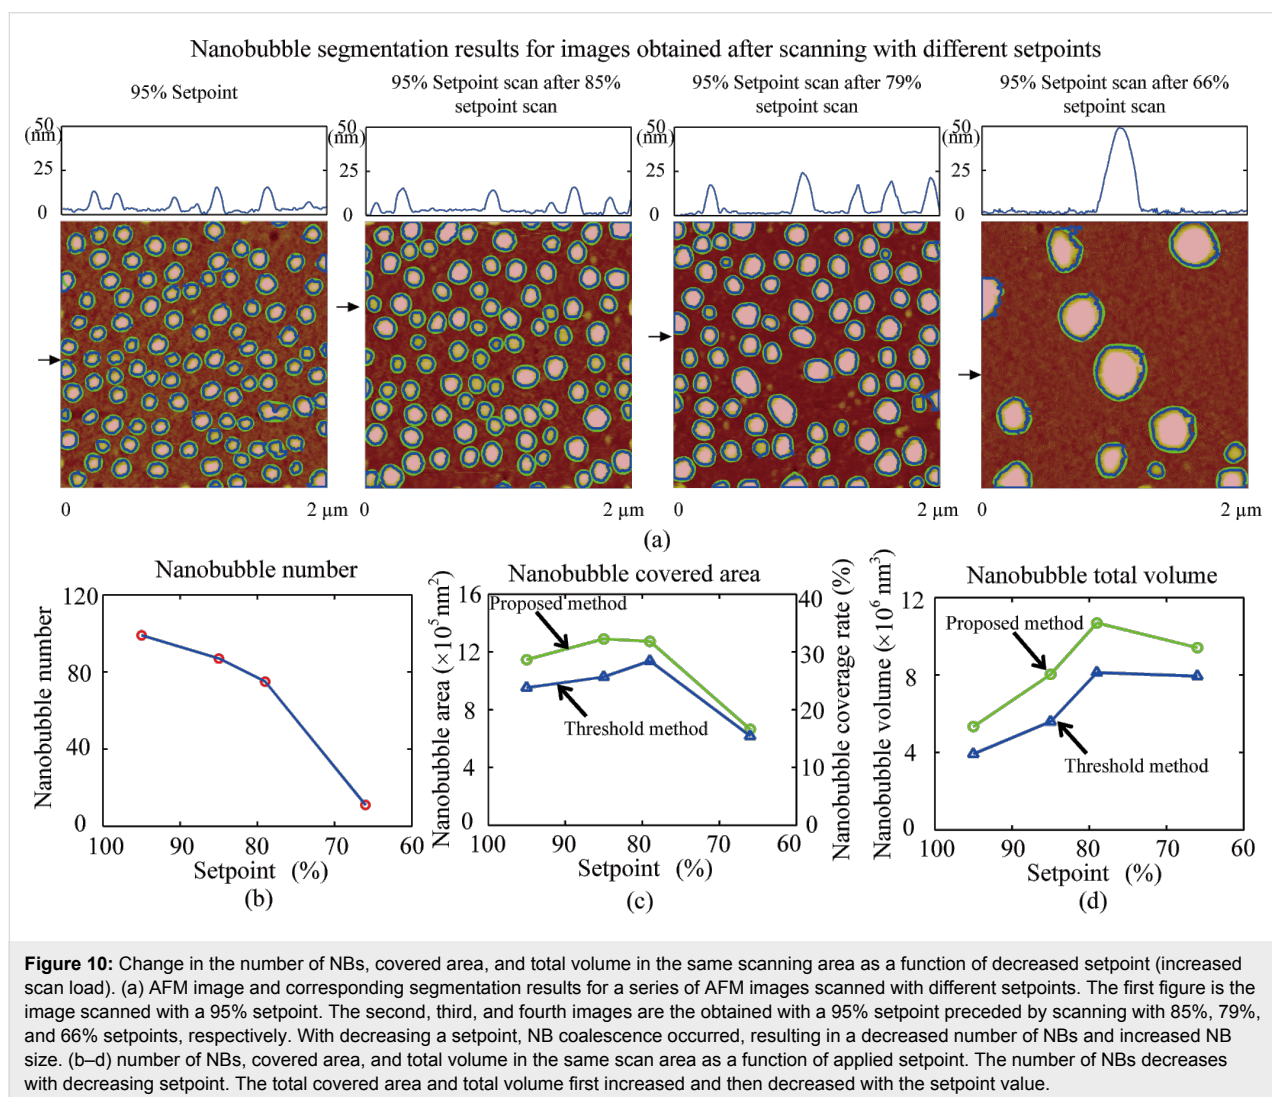 Nanobubble segmentation results for images obtained after scanning with different setpoints
95% Setpoint
95% Setpoint scan after 85%
setpoint scan
95% Setpoint scan after 79%
setpoint scan
95% Setpoint scan after 66%
setpoint scan
50
(nm)
25
0
50
(nm)
25
0
50
(nm)
25
0
50
(nm)
25
0
0 2 µm
0 2 µm
0 2 µm
0 2 µm
(a)
Nanobubble number
Nanobubble number
120
80
40
0
100 90 80 70 60
Setpoint (%)
(b)
Nanobubble covered area
Nanobubble area (×10⁵ nm²)
16
12
8
4
0
Proposed method
Threshold method
Nanobubble coverage rate (%)
40
30
20
10
0
100 90 80 70 60
Setpoint (%)
(c)
Nanobubble total volume
Nanobubble volume (×10⁶ nm³)
12
8
4
0
Proposed method
Threshold method
100 90 80 70 60
Setpoint (%)
(d)
Figure 10: Change in the number of NBs, covered area, and total volume in the same scanning area as a function of decreased setpoint (increased
scan load). (a) AFM image and corresponding segmentation results for a series of AFM images scanned with different setpoints. The first figure is the
image scanned with a 95% setpoint. The second, third, and fourth images are the obtained with a 95% setpoint preceded by scanning with 85%, 79%,
and 66% setpoints, respectively. With decreasing a setpoint, NB coalescence occurred, resulting in a decreased number of NBs and increased NB
size. (b–d) number of NBs, covered area, and total volume in the same scan area as a function of applied setpoint. The number of NBs decreases
with decreasing setpoint. The total covered area and total volume first increased and then decreased with the setpoint value.